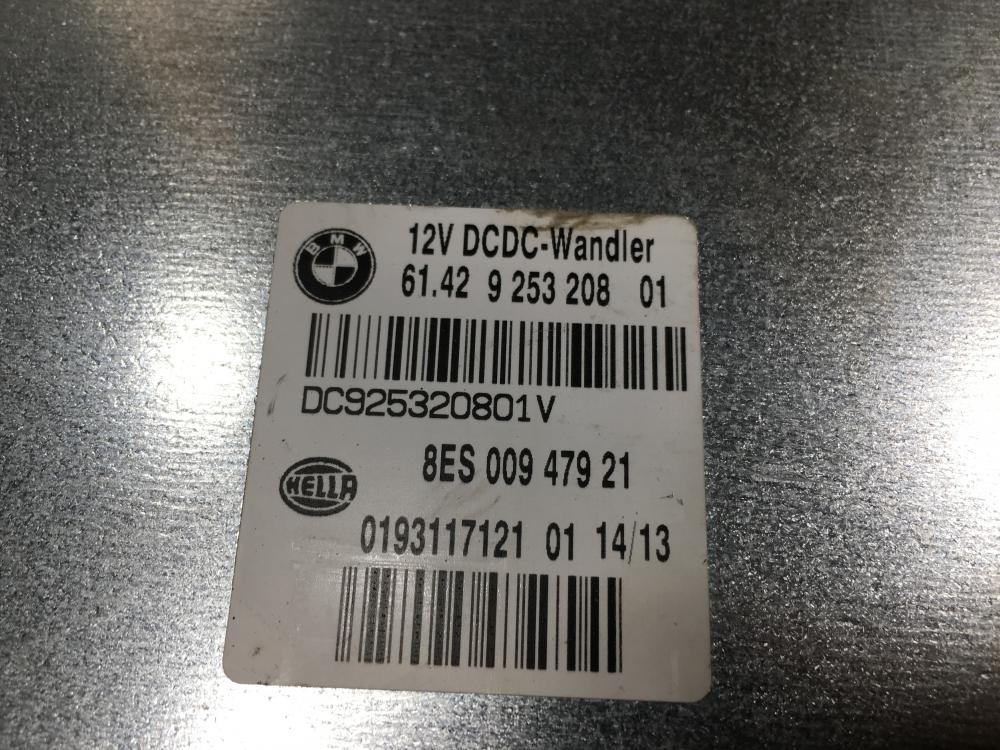 BMW
12V DCDC-Wandler
61.42 9 253 208 01
DC925320801V
8ES 009 479 21
HELLA
0193117121 01 14/13